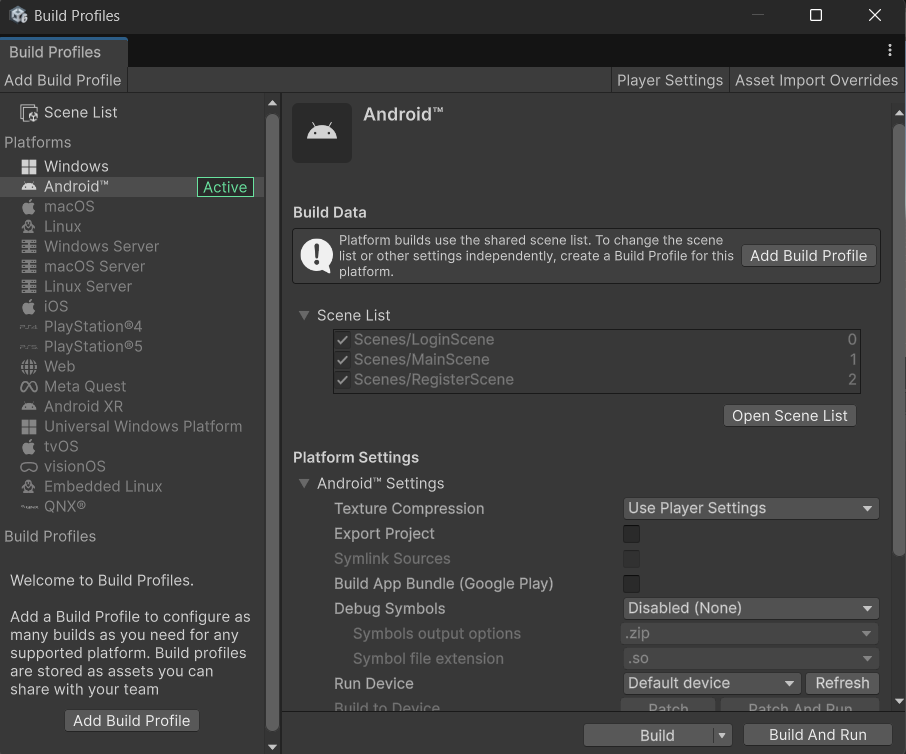 Build Profiles
Build Profiles
Add Build Profile
Player Settings
Asset Import Overrides
Scene List
Platforms
Windows
Android™
Active
macOS
Linux
Windows Server
macOS Server
Linux Server
iOS
PlayStation®4
PlayStation®5
Web
Meta Quest
Android XR
Universal Windows Platform
tvOS
visionOS
Embedded Linux
QNX®
Build Profiles
Welcome to Build Profiles.
Add a Build Profile to configure as
many builds as you need for any
supported platform. Build profiles
are stored as assets you can
share with your team
Add Build Profile
Android™
Build Data
Platform builds use the shared scene list. To change the scene
list or other settings independently, create a Build Profile for this
platform.
Add Build Profile
Scene List
Scenes/LoginScene 0
Scenes/MainScene 1
Scenes/RegisterScene 2
Open Scene List
Platform Settings
Android™ Settings
Texture Compression Use Player Settings
Export Project
Symlink Sources
Build App Bundle (Google Play)
Debug Symbols Disabled (None)
Symbols output options .zip
Symbol file extension .so
Run Device Default device Refresh
Build to Device Patch Patch And Run
Build Build And Run